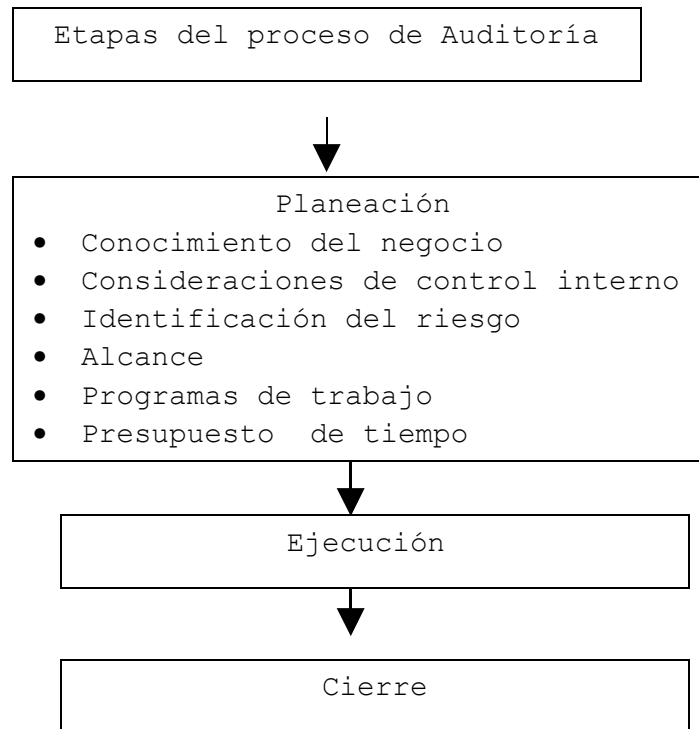 Etapas del proceso de Auditoría
Planeación
• Conocimiento del negocio
• Consideraciones de control interno
• Identificación del riesgo
• Alcance
• Programas de trabajo
• Presupuesto  de tiempo
Ejecución
Cierre